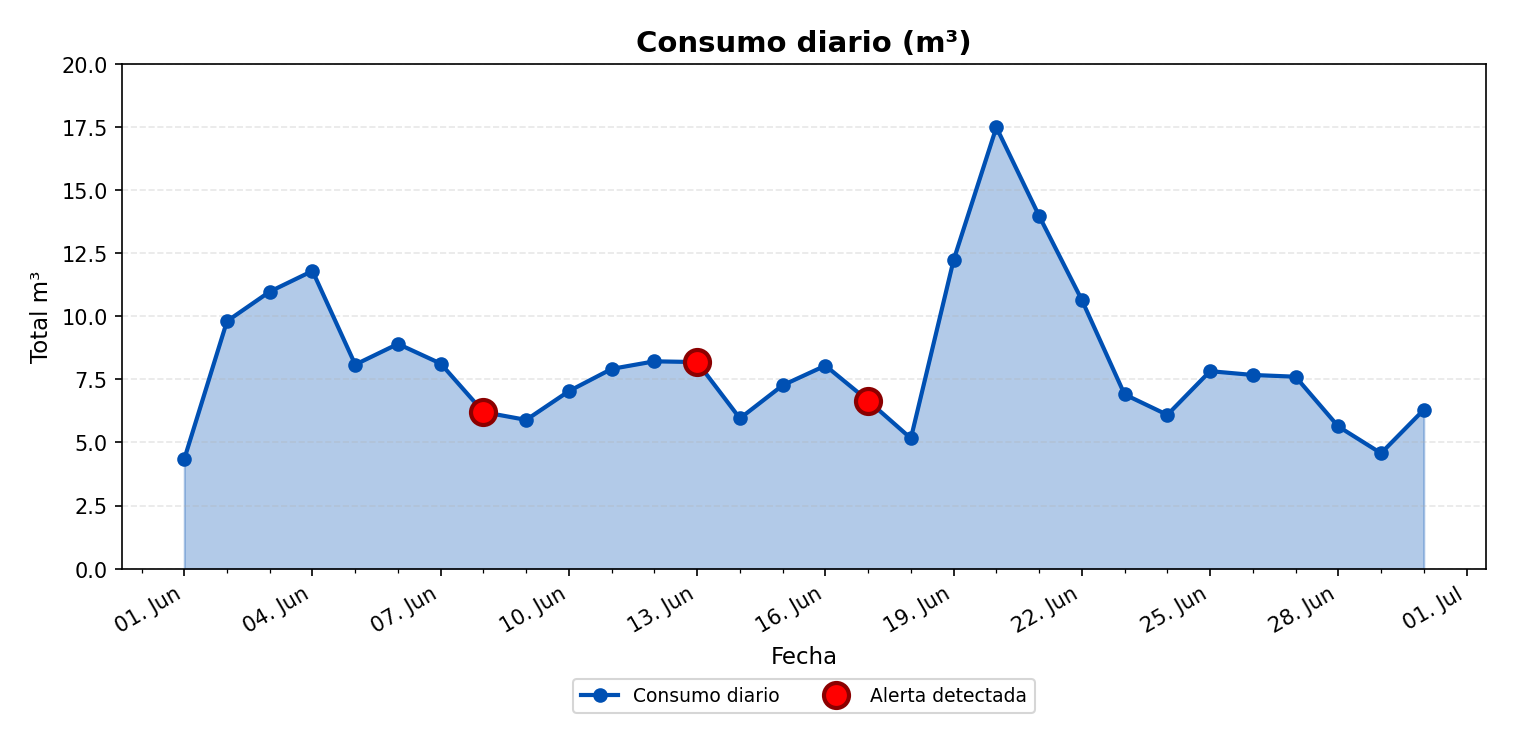 Consumo diario (m³)
20.0
17.5
15.0
12.5
10.0
7.5
5.0
2.5
0.0
Total m³
01. Jun
04. Jun
07. Jun
10. Jun
13. Jun
16. Jun
19. Jun
22. Jun
25. Jun
28. Jun
01. Jul
Fecha
Consumo diario
Alerta detectada